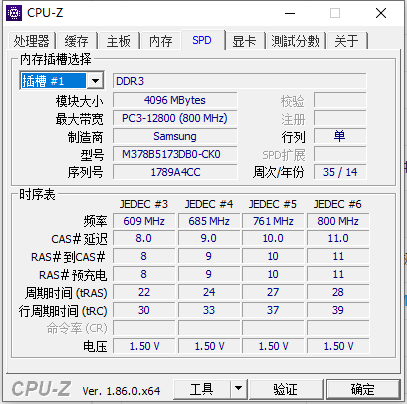 CPU-Z
处理器 缓存 主板 内存 SPD 显卡 测試分數 关于
内存插槽选择
插槽 #1 DDR3
模块大小 4096 MBytes 校验
最大带宽 PC3-12800 (800 MHz) 注册
制造商 Samsung 行列 单
型号 M378B5173DB0-CK0 SPD扩展
序列号 1789A4CC 周次/年份 35 / 14
时序表
JEDEC #3 JEDEC #4 JEDEC #5 JEDEC #6
频率 609 MHz 685 MHz 761 MHz 800 MHz
CAS# 延迟 8.0 9.0 10.0 11.0
RAS# 到CAS# 8 9 10 11
RAS# 预充电 8 9 10 11
周期时间 (tRAS) 22 24 27 28
行周期时间 (tRC) 30 33 37 39
命令率 (CR)
电压 1.50 V 1.50 V 1.50 V 1.50 V
CPU-Z Ver. 1.86.0.x64 工具 验证 确定